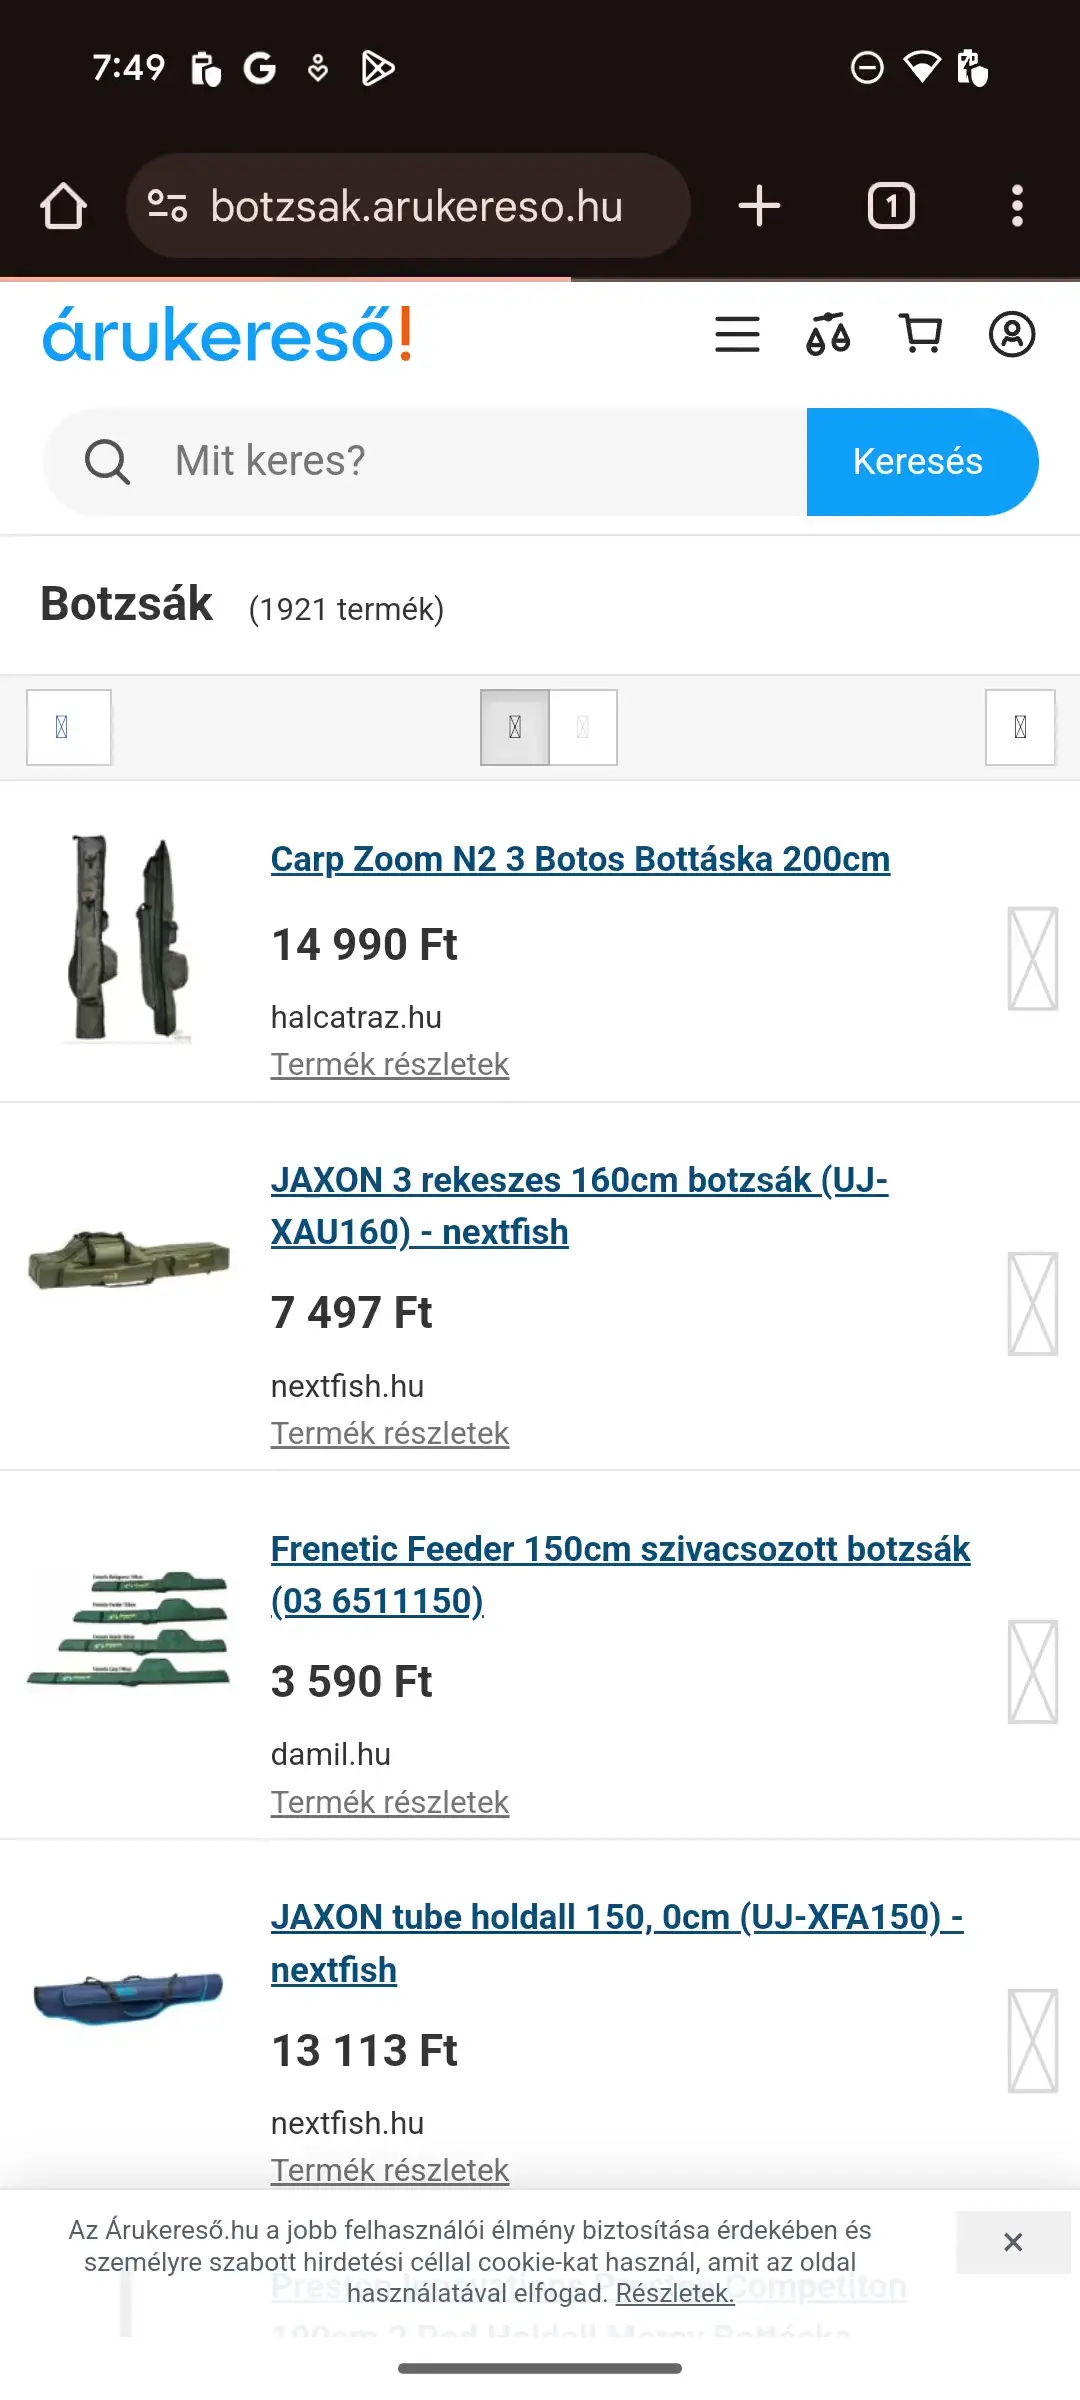 7:49
botzsak.arukereso.hu
1
árukereső!
Mit keres?
Keresés
Botzsák (1921 termék)
Carp Zoom N2 3 Botos Bottáska 200cm
14 990 Ft
halcatraz.hu
Termék részletek
JAXON 3 rekeszes 160cm botzsák (UJ-
XAU160) - nextfish
7 497 Ft
nextfish.hu
Termék részletek
Frenetic Feeder 150cm szivacsozott botzsák
(03 6511150)
3 590 Ft
damil.hu
Termék részletek
JAXON tube holdall 150, 0cm (UJ-XFA150) -
nextfish
13 113 Ft
nextfish.hu
Termék részletek
Az Árukereső.hu a jobb felhasználói élmény biztosítása érdekében és
személyre szabott hirdetési céllal cookie-kat használ, amit az oldal
használatával elfogad. Részletek.